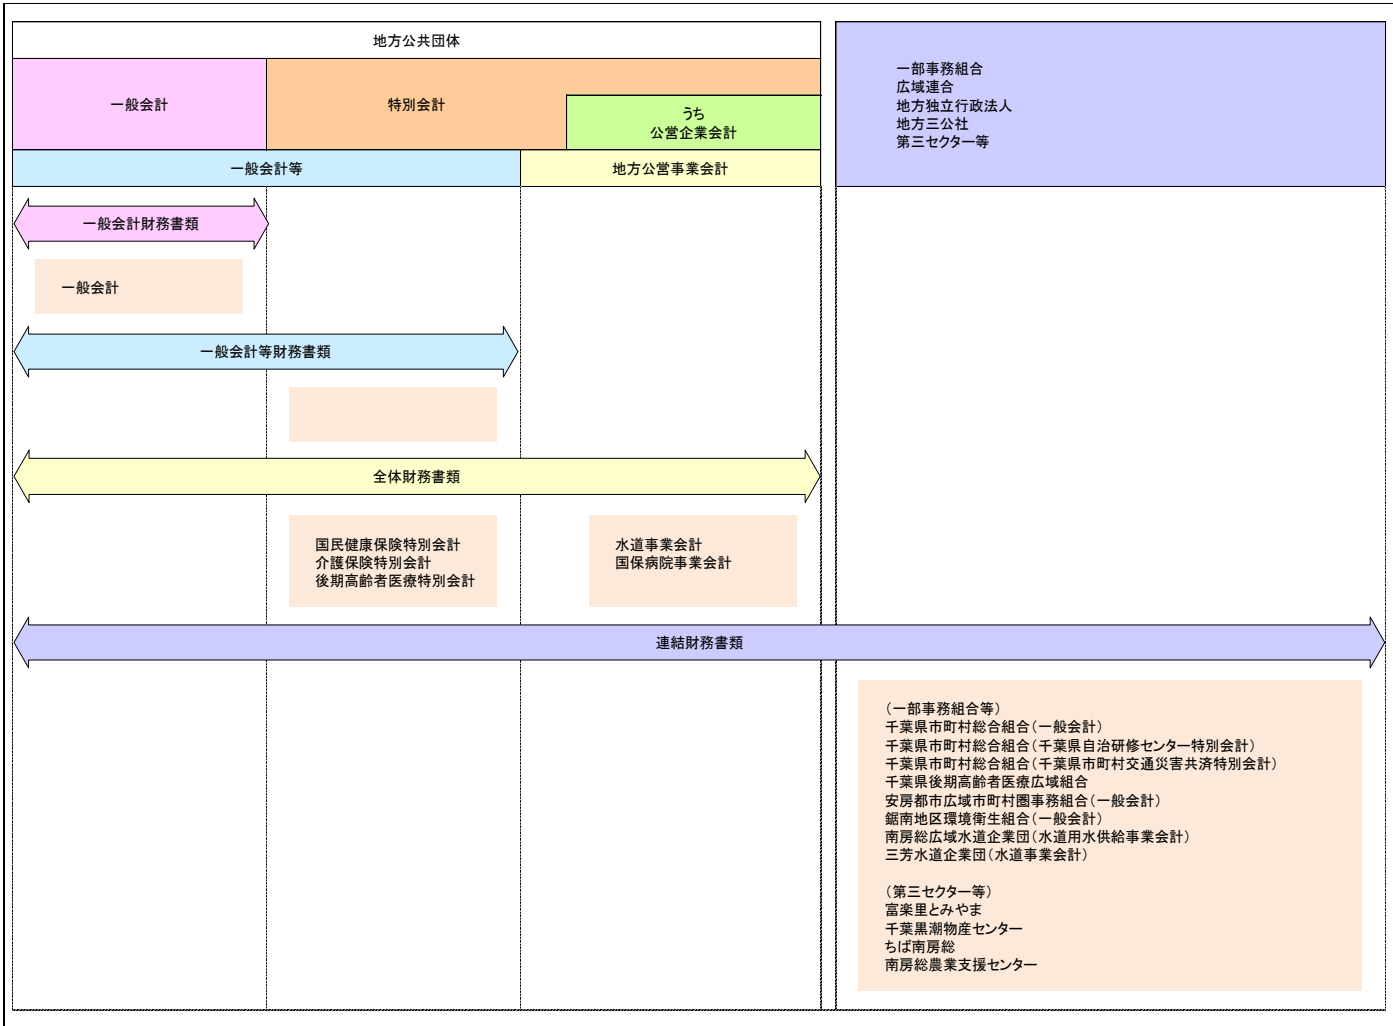 地方公共団体
一般会計
特別会計
うち
公営企業会計
一般会計等
地方公営事業会計
一部事務組合
広域連合
地方独立行政法人
地方三公社
第三セクター等
一般会計財務書類
一般会計
一般会計等財務書類
全体財務書類
国民健康保険特別会計
介護保険特別会計
後期高齢者医療特別会計
水道事業会計
国保病院事業会計
連結財務書類
（一部事務組合等）
千葉県市町村総合組合（一般会計）
千葉県市町村総合組合（千葉県自治研修センター特別会計）
千葉県市町村総合組合（千葉県市町村交通災害共済特別会計）
千葉県後期高齢者医療広域組合
安房都市広域市町村圏事務組合（一般会計）
鋸南地区環境衛生組合（一般会計）
南房総広域水道企業団（水道用水供給事業会計）
三芳水道企業団（水道事業会計）
（第三セクター等）
富楽里とみやま
千葉黒潮物産センター
ちば南房総
南房総農業支援センター